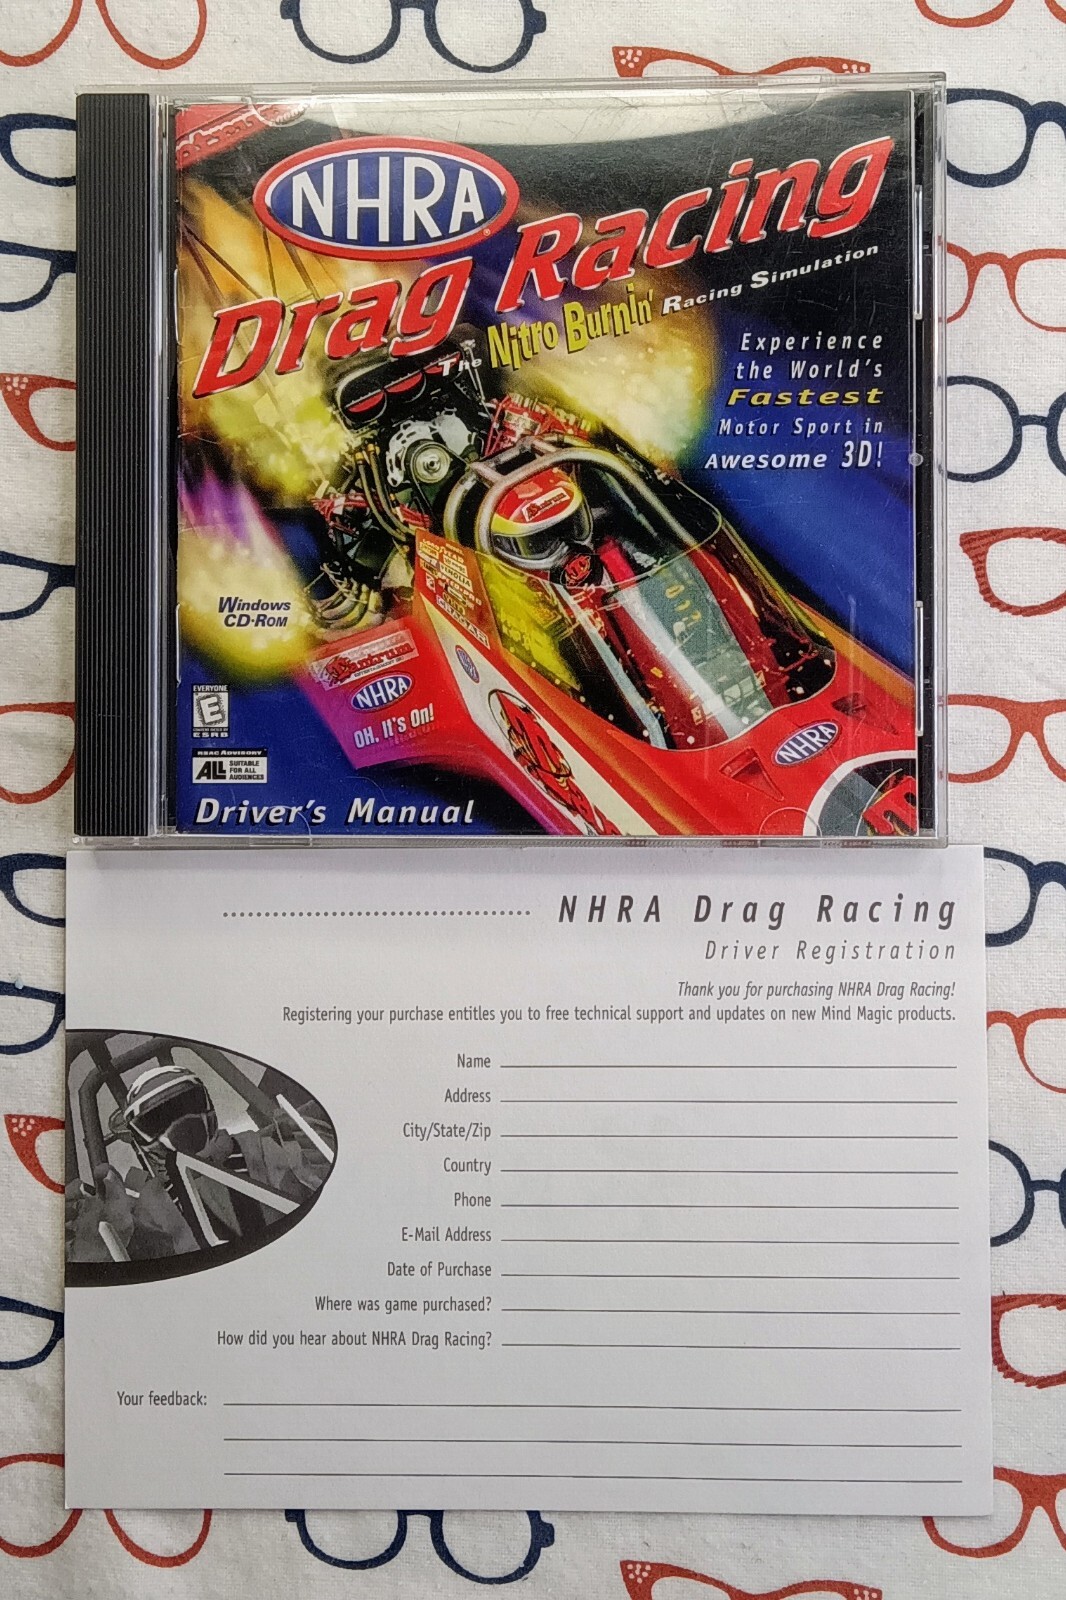 NHRA
Drag Racing
The Nitro Burnin' Racing Simulation
Experience
the World's
Fastest
Motor Sport in
Awesome 3D!
Windows
CD-ROM
EVERYONE
E
ESRB
RSAC ADVISORY
ALL SUITABLE
FOR ALL
AUDIENCES
NHRA
OH, It's On!
NHRA
Driver's Manual
NHRA Drag Racing
Driver Registration
Thank you for purchasing NHRA Drag Racing!
Registering your purchase entitles you to free technical support and updates on new Mind Magic products.
Name
Address
City/State/Zip
Country
Phone
E-Mail Address
Date of Purchase
Where was game purchased?
How did you hear about NHRA Drag Racing?
Your feedback: